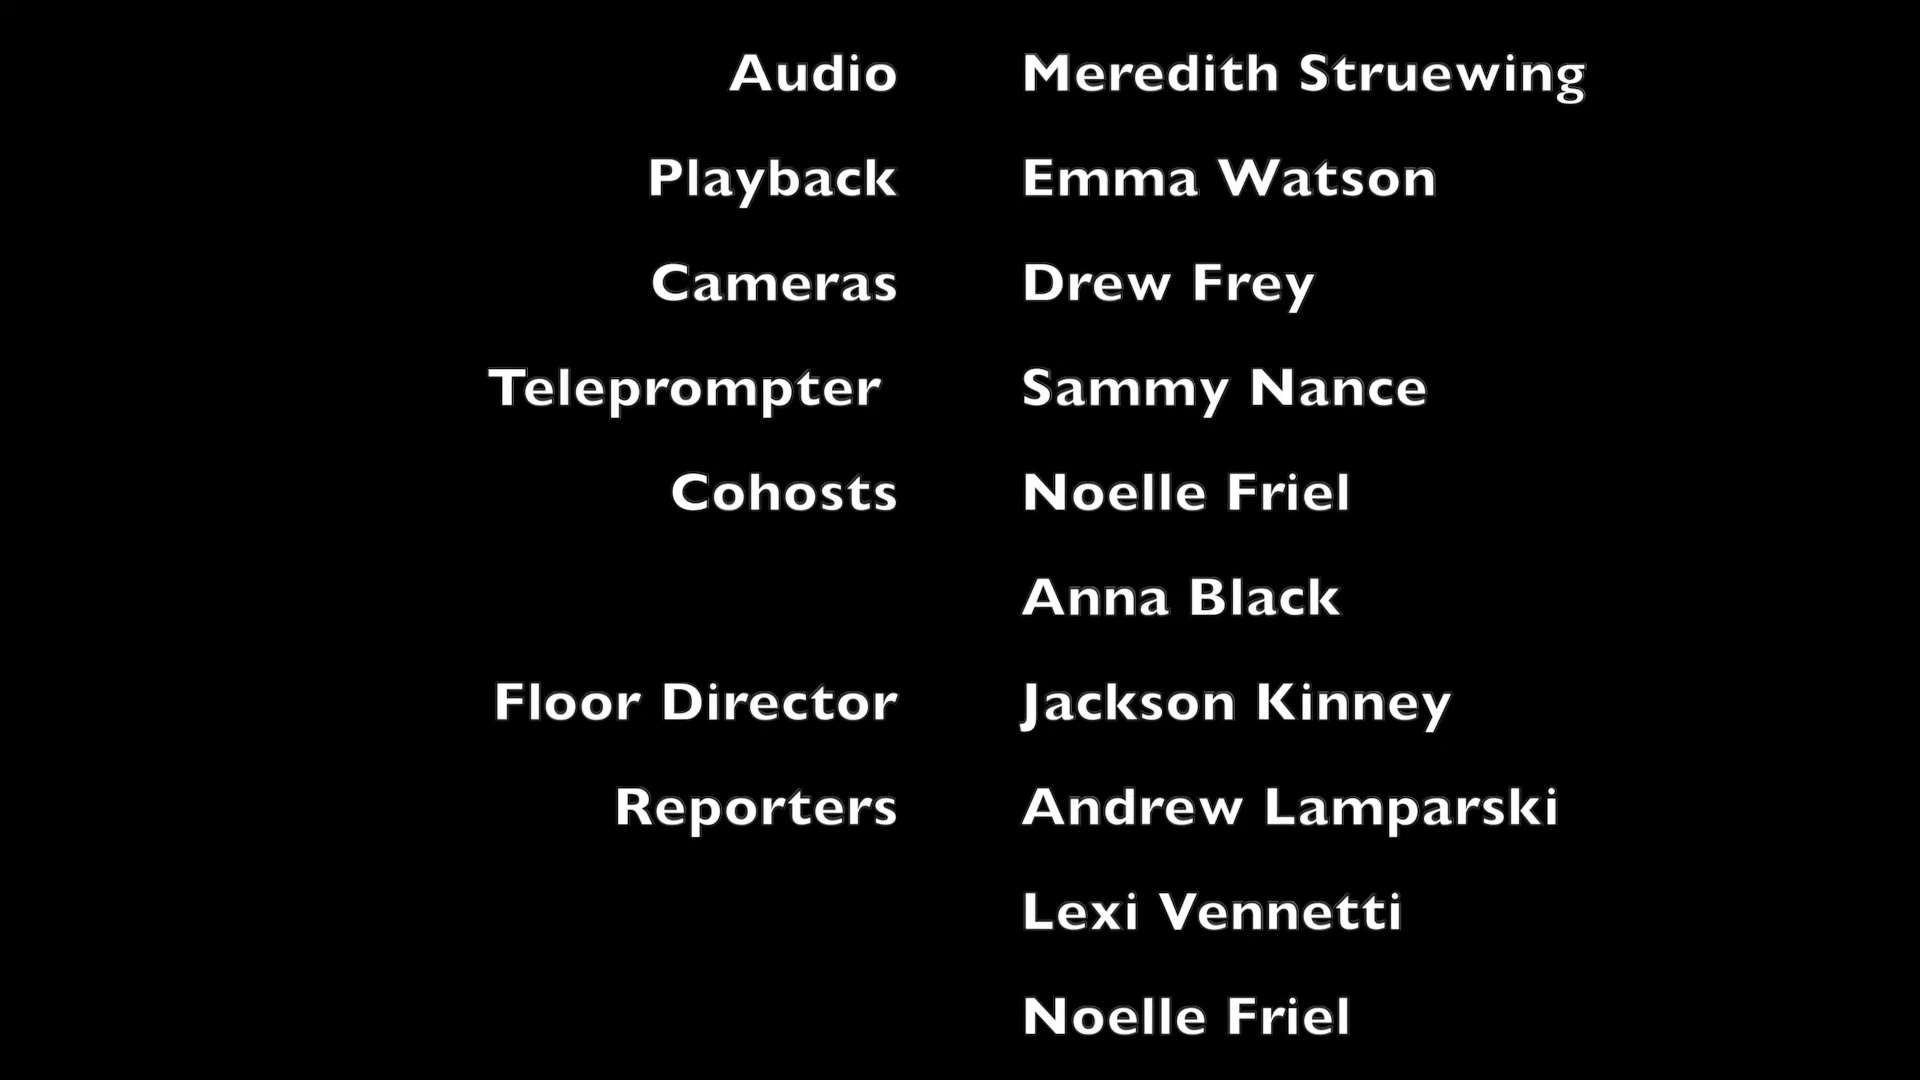 Audio Meredith Struewing
Playback Emma Watson
Cameras Drew Frey
Teleprompter Sammy Nance
Cohosts Noelle Friel
Anna Black
Floor Director Jackson Kinney
Reporters Andrew Lamparski
Lexi Vennetti
Noelle Friel